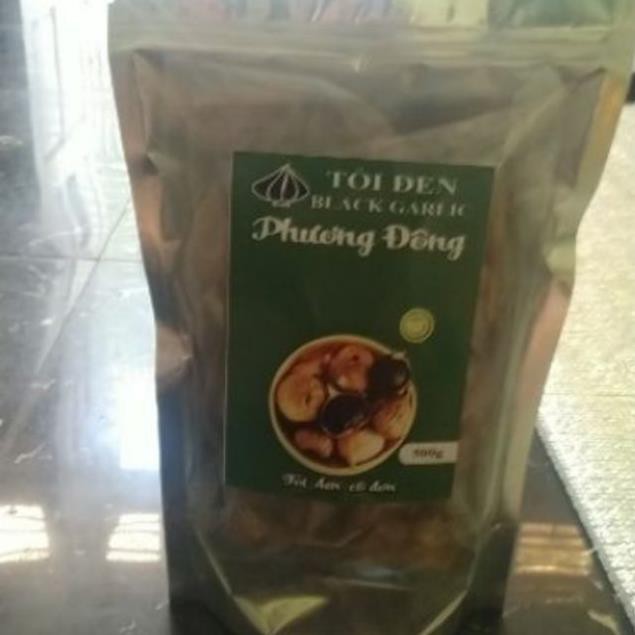 TỎI ĐEN
BLACK GARLIC
Phương Đông
500g
Tỏi đen cô đơn